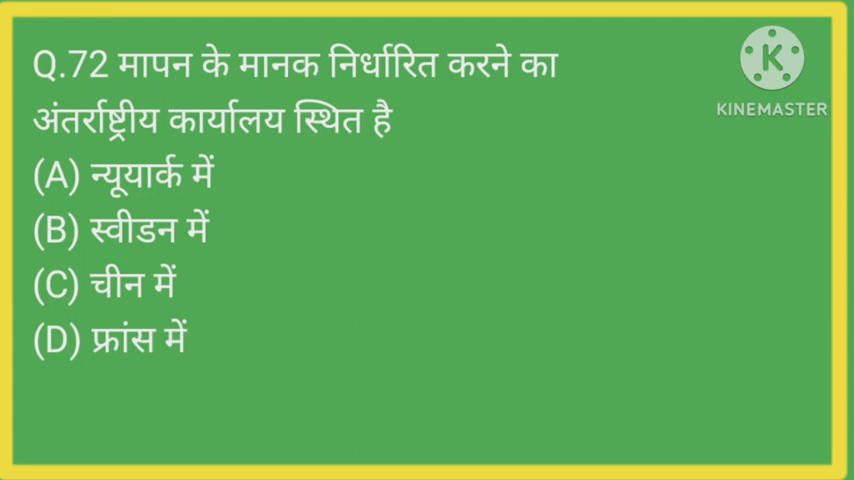 Q.72 मापन के मानक निर्धारित करने का
अंतर्राष्ट्रीय कार्यालय स्थित है
(A) न्यूयार्क में
(B) स्वीडन में
(C) चीन में
(D) फ्रांस में
K
KINEMASTER